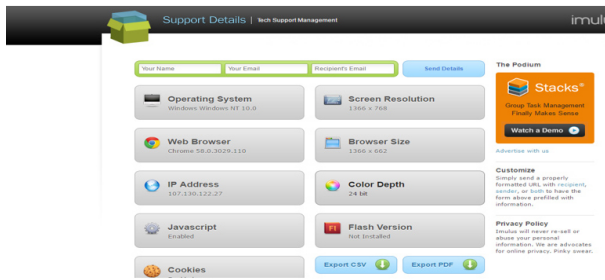 Support Details | Tech Support Management
imulu
Your Name
Your Email
Recipient's Email
Send Details
Operating System
Windows Windows NT 10.0
Screen Resolution
1366 x 768
Web Browser
Chrome 58.0.3029.110
Browser Size
1366 x 662
IP Address
107.130.122.27
Color Depth
24 bit
Javascript
Enabled
Flash Version
Not Installed
Cookies
Export CSV
Export PDF
The Podium
Stacks®
Group Task Management
Finally Makes Sense
Watch a Demo
Advertise with us
Customize
Simply send a properly
formatted URL with recipient,
sender, or both to have the
form above prefilled with
information.
Privacy Policy
Imulus will never re-sell or
abuse your personal
information. We are advocates
for online privacy. Pinky swear.